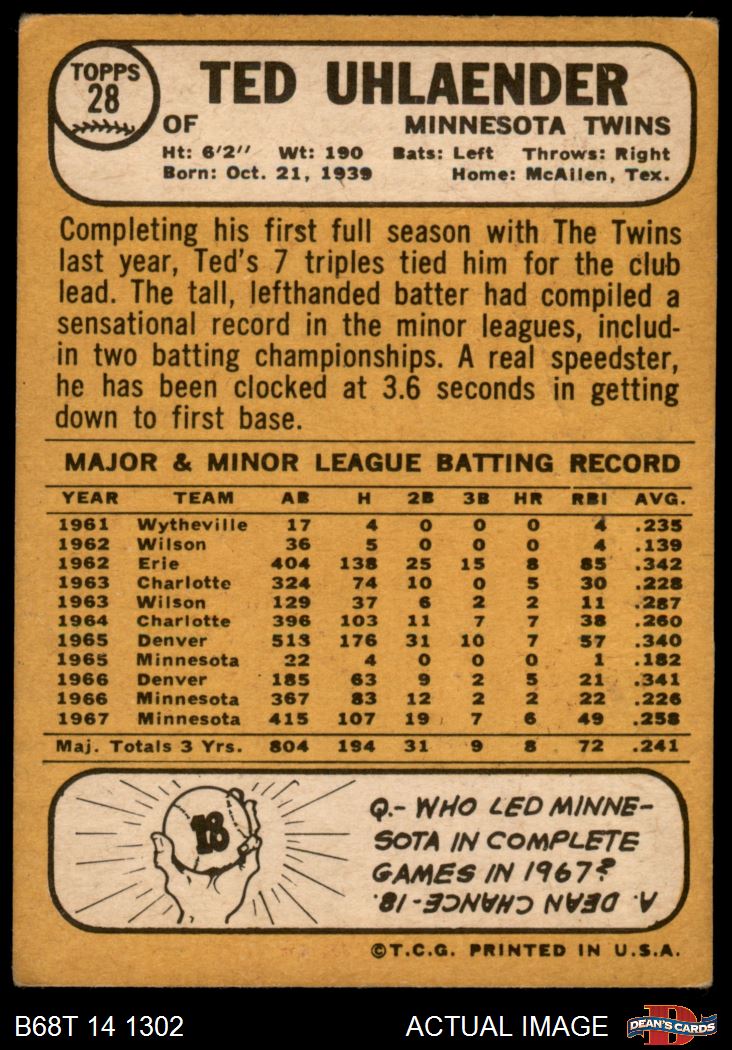 TOPPS
28
TED UHLAENDER
OF MINNESOTA TWINS
Ht: 6'2'' Wt: 190 Bats: Left Throws: Right
Born: Oct. 21, 1939 Home: McAllen, Tex.
Completing his first full season with The Twins
last year, Ted's 7 triples tied him for the club
lead. The tall, lefthanded batter had compiled a
sensational record in the minor leagues, includ-
in two batting championships. A real speedster,
he has been clocked at 3.6 seconds in getting
down to first base.
MAJOR & MINOR LEAGUE BATTING RECORD
YEAR TEAM AB H 2B 3B HR RBI AVG.
1961 Wytheville 17 4 0 0 0 4 .235
1962 Wilson 36 5 0 0 0 4 .139
1962 Erie 404 138 25 15 8 85 .342
1963 Charlotte 324 74 10 0 5 30 .228
1963 Wilson 129 37 6 2 2 11 .287
1964 Charlotte 396 103 11 7 7 38 .260
1965 Denver 513 176 31 10 7 57 .340
1965 Minnesota 22 4 0 0 0 1 .182
1966 Denver 185 63 9 2 5 21 .341
1966 Minnesota 367 83 12 2 2 22 .226
1967 Minnesota 415 107 19 7 6 49 .258
Maj. Totals 3 Yrs. 804 194 31 9 8 72 .241
18
Q.- WHO LED MINNE-
SOTA IN COMPLETE
GAMES IN 1967?
A. DEAN CHANCE-18.
©T.C.G. PRINTED IN U.S.A.
B68T 14 1302 ACTUAL IMAGE
D
DEAN'S CARDS